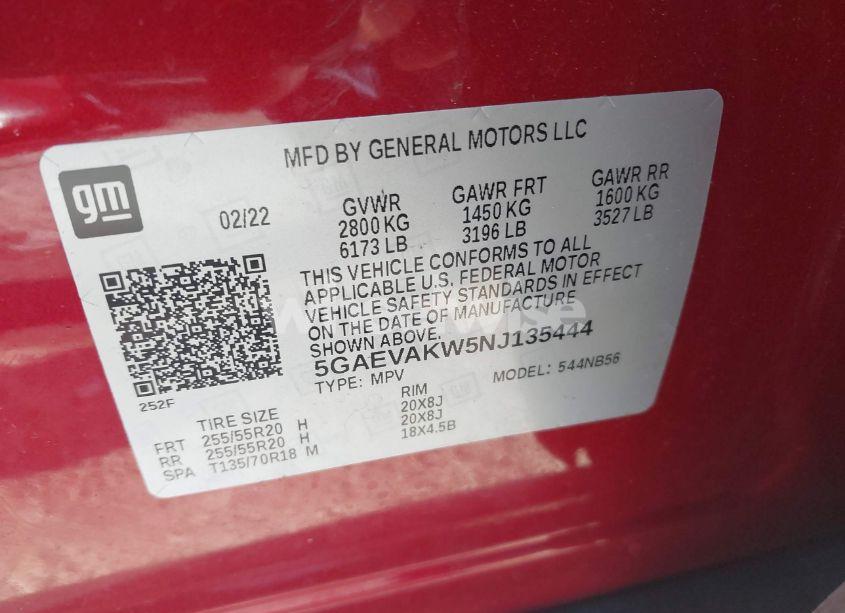 MFD BY GENERAL MOTORS LLC
gm
02/22
GVWR
2800 KG
6173 LB
GAWR FRT
1450 KG
3196 LB
GAWR RR
1600 KG
3527 LB
THIS VEHICLE CONFORMS TO ALL
APPLICABLE U.S. FEDERAL MOTOR
VEHICLE SAFETY STANDARDS IN EFFECT
ON THE DATE OF MANUFACTURE
SHOWN ABOVE.
5GAEVAKW5NJ135444
TYPE: MPV MODEL: 544NB56
252F
TIRE SIZE RIM
FRT 255/55R20 H 20X8J
RR 255/55R20 H 20X8J
SPA T135/70R18 M 18X4.5B